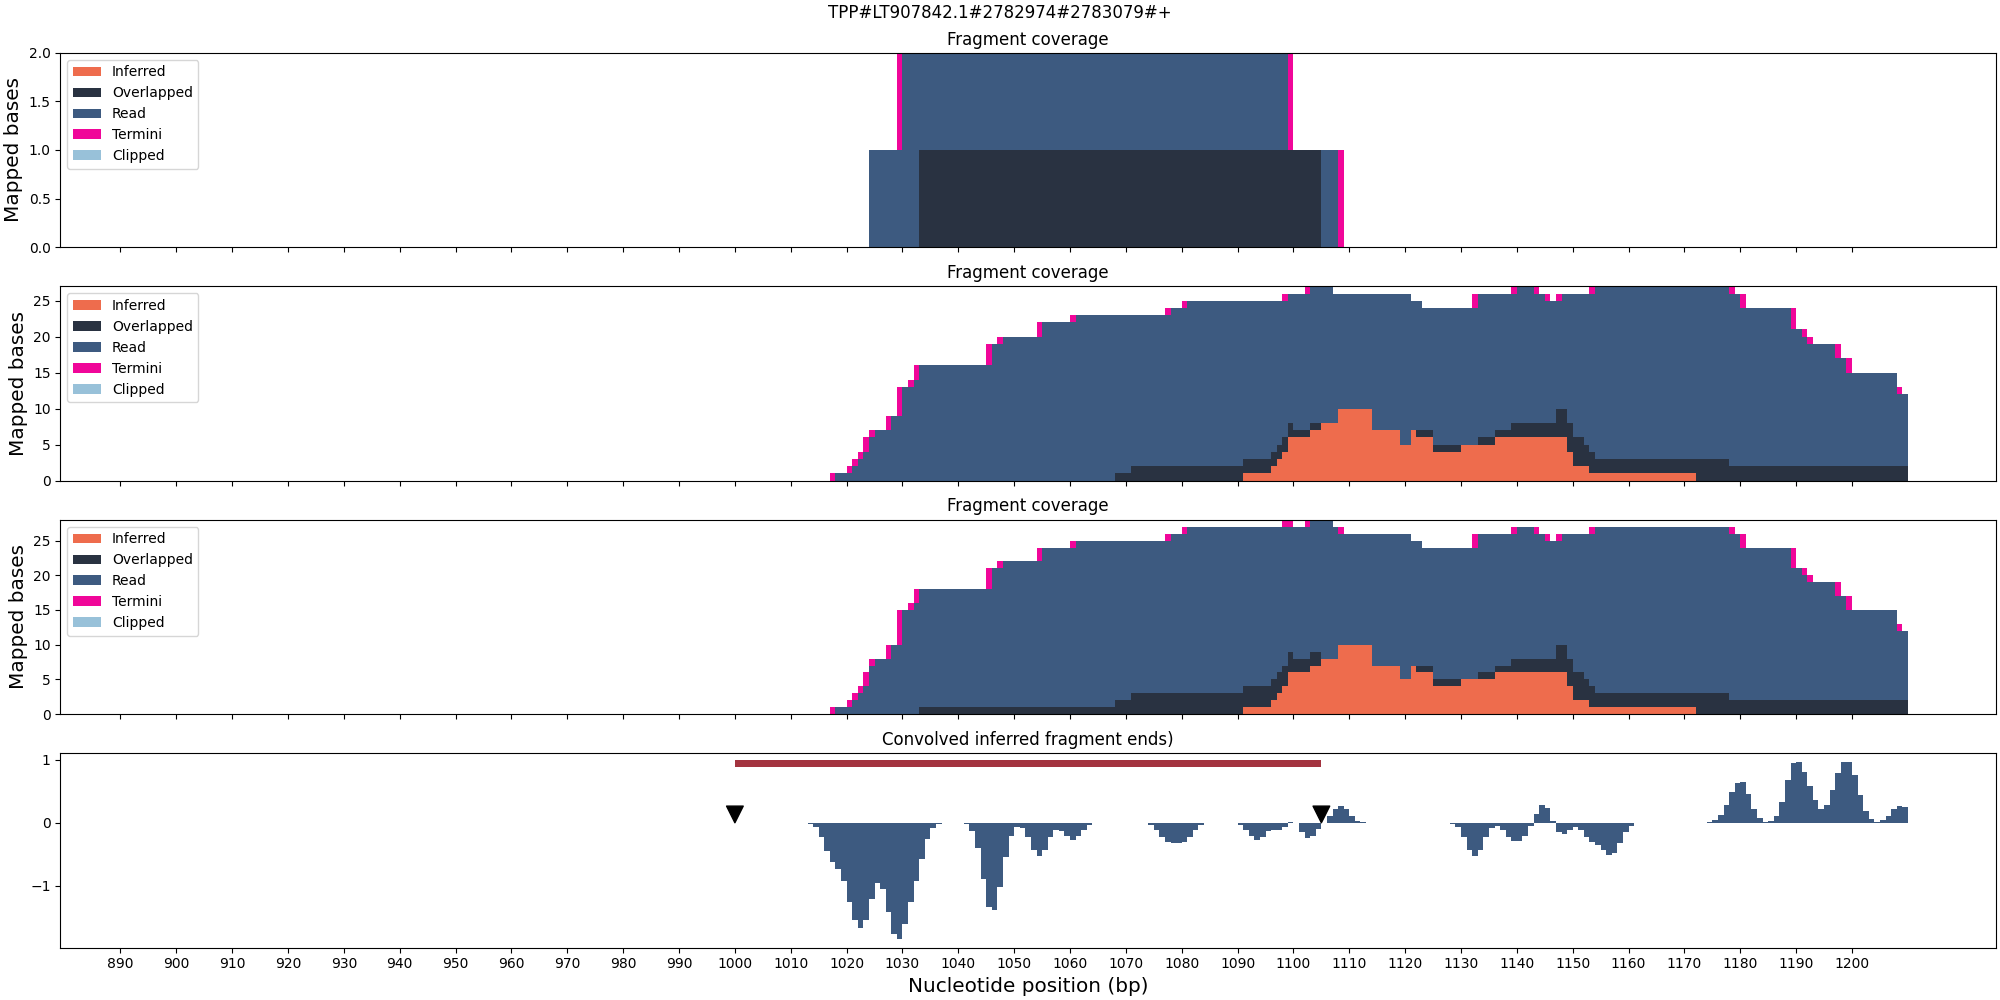 TPP#LT907842.1#2782974#2783079#+
Fragment coverage
Mapped bases
2.0
1.5
1.0
0.5
0.0
Inferred
Overlapped
Read
Termini
Clipped
Fragment coverage
Mapped bases
25
20
15
10
5
0
Inferred
Overlapped
Read
Termini
Clipped
Fragment coverage
Mapped bases
25
20
15
10
5
0
Inferred
Overlapped
Read
Termini
Clipped
Convolved inferred fragment ends)
1
0
−1
890 900 910 920 930 940 950 960 970 980 990 1000 1010 1020 1030 1040 1050 1060 1070 1080 1090 1100 1110 1120 1130 1140 1150 1160 1170 1180 1190 1200
Nucleotide position (bp)